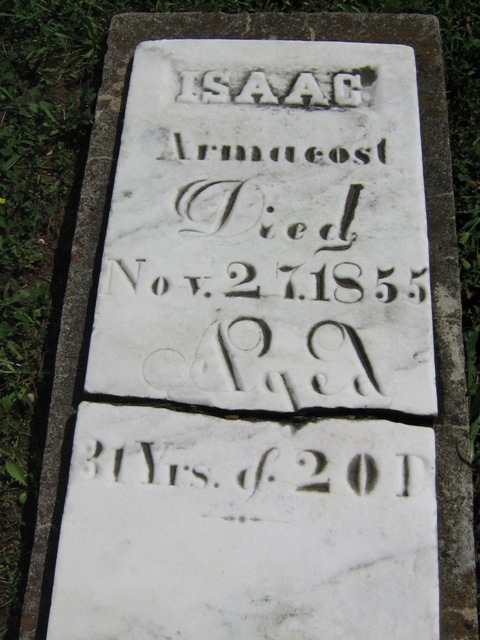 ISAAC
Armacost
Died
Nov. 27. 1855
Aged
31 Yrs. & 20 D